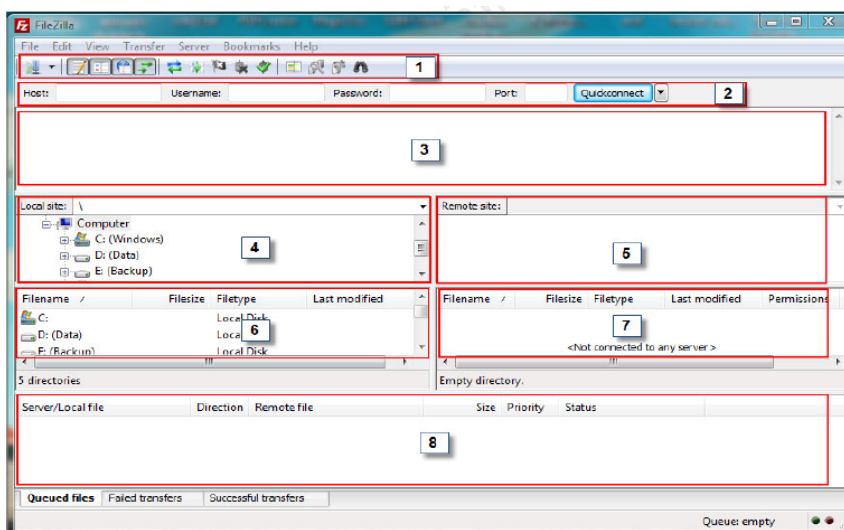 FileZilla
File Edit View Transfer Server Bookmarks Help
1
Host: Username: Password: Port: Quickconnect 2
3
Local site: \
Computer
C: (Windows)
D: (Data)
E: (Backup)
4
Remote site:
5
Filename Filesize Filetype Last modified
C: Local Disk
D: (Data) Local
E: (Backup) Local Disk
6
5 directories
Filename Filesize Filetype Last modified Permissions
7
<Not connected to any server>
Empty directory.
Server/Local file Direction Remote file Size Priority Status
8
Queued files Failed transfers Successful transfers
Queue: empty